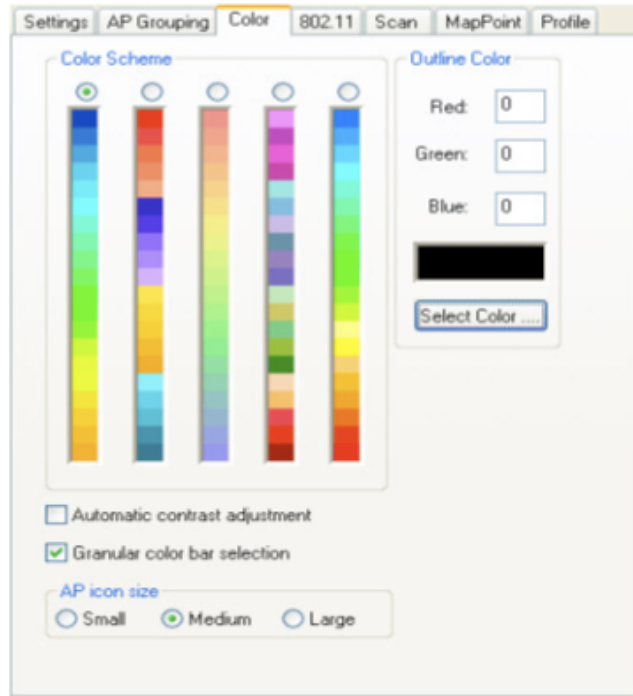 Settings AP Grouping Color 802.11 Scan MapPoint Profile
Color Scheme
Outline Color
Red: 0
Green: 0
Blue: 0
Select Color ....
Automatic contrast adjustment
Granular color bar selection
AP icon size
Small Medium Large